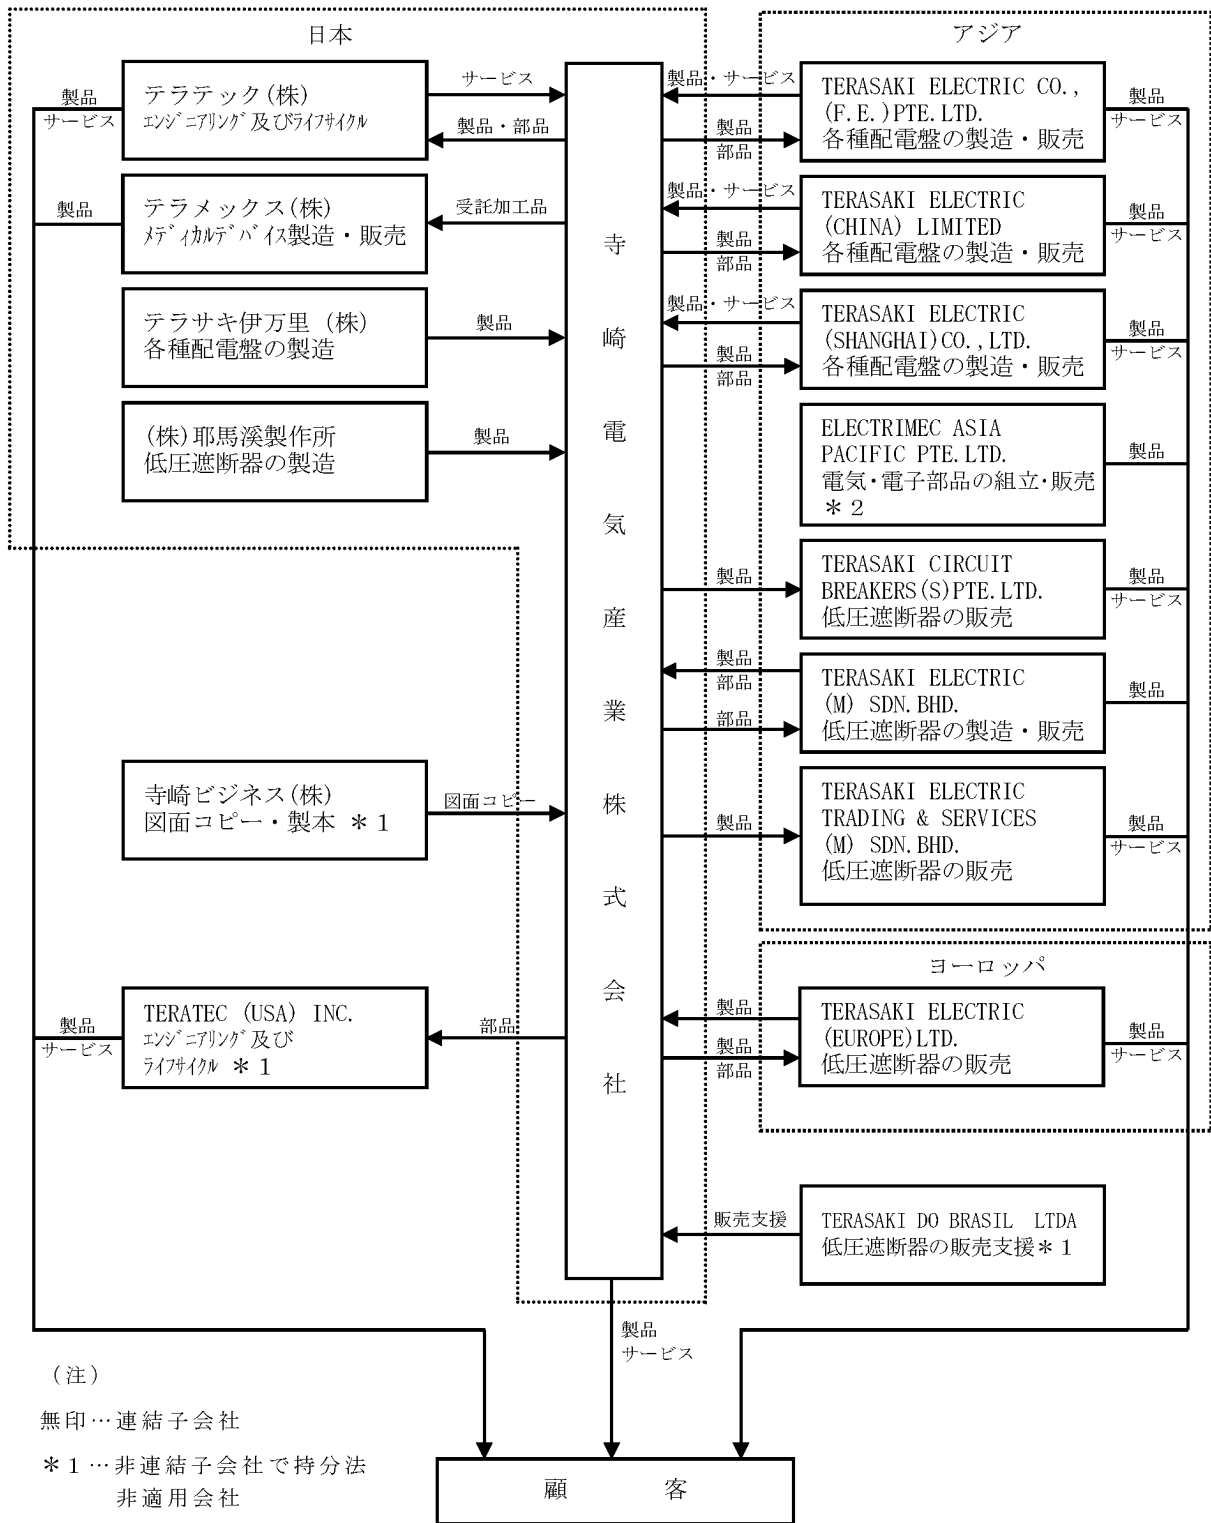 日本
テラテック(株)
エンジニアリング及びライフサイクル
製品
サービス
サービス
製品・部品
テラメックス(株)
メディカルデバイス製造・販売
製品
受託加工品
テラサキ伊万里(株)
各種配電盤の製造
製品
(株)耶馬溪製作所
低圧遮断器の製造
製品
寺崎ビジネス(株)
図面コピー・製本 *1
図面コピー
TERATEC (USA) INC.
エンジニアリング及び
ライフサイクル *1
製品
サービス
部品
寺崎電気産業株式会社
アジア
製品・サービス
製品
部品
TERASAKI ELECTRIC CO.,
(F.E.)PTE.LTD.
各種配電盤の製造・販売
製品
サービス
製品・サービス
製品
部品
TERASAKI ELECTRIC
(CHINA) LIMITED
各種配電盤の製造・販売
製品
サービス
製品・サービス
製品
部品
TERASAKI ELECTRIC
(SHANGHAI)CO.,LTD.
各種配電盤の製造・販売
製品
サービス
ELECTRIMEC ASIA
PACIFIC PTE.LTD.
電気・電子部品の組立・販売
*2
製品
製品
TERASAKI CIRCUIT
BREAKERS(S)PTE.LTD.
低圧遮断器の販売
製品
サービス
製品
部品
部品
TERASAKI ELECTRIC
(M) SDN.BHD.
低圧遮断器の製造・販売
製品
製品
TERASAKI ELECTRIC
TRADING & SERVICES
(M) SDN.BHD.
低圧遮断器の販売
製品
サービス
ヨーロッパ
製品
製品
部品
TERASAKI ELECTRIC
(EUROPE)LTD.
低圧遮断器の販売
製品
サービス
販売支援
TERASAKI DO BRASIL LTDA
低圧遮断器の販売支援*1
製品
サービス
(注)
無印…連結子会社
*1…非連結子会社で持分法
非適用会社
顧 客